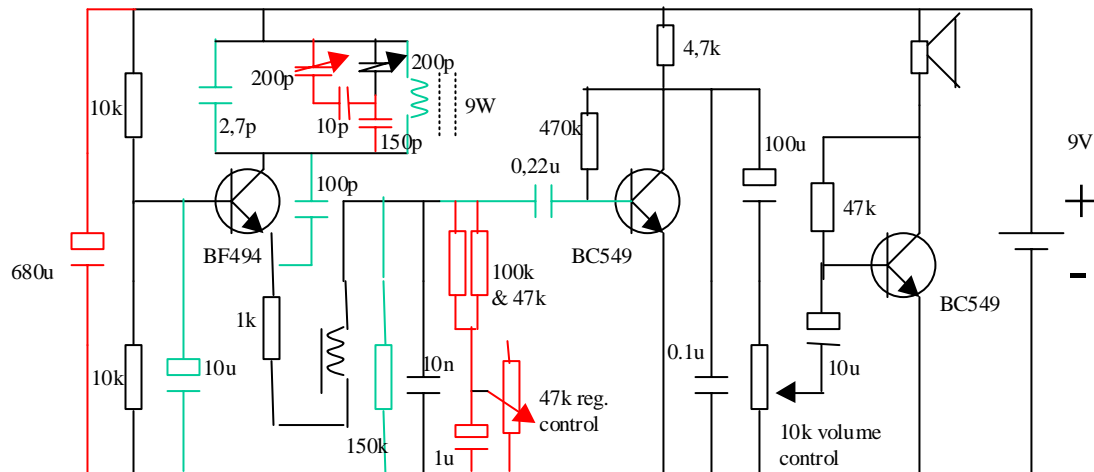 4,7k
200p
200p
9W
10k
2,7p
10p
150p
470k
100u
9V
0,22u
100p
+
47k
-
BF494
BC549
680u
100k
& 47k
BC549
1k
10k
10u
10n
0.1u
10u
47k reg.
control
150k
1u
10k volume
control